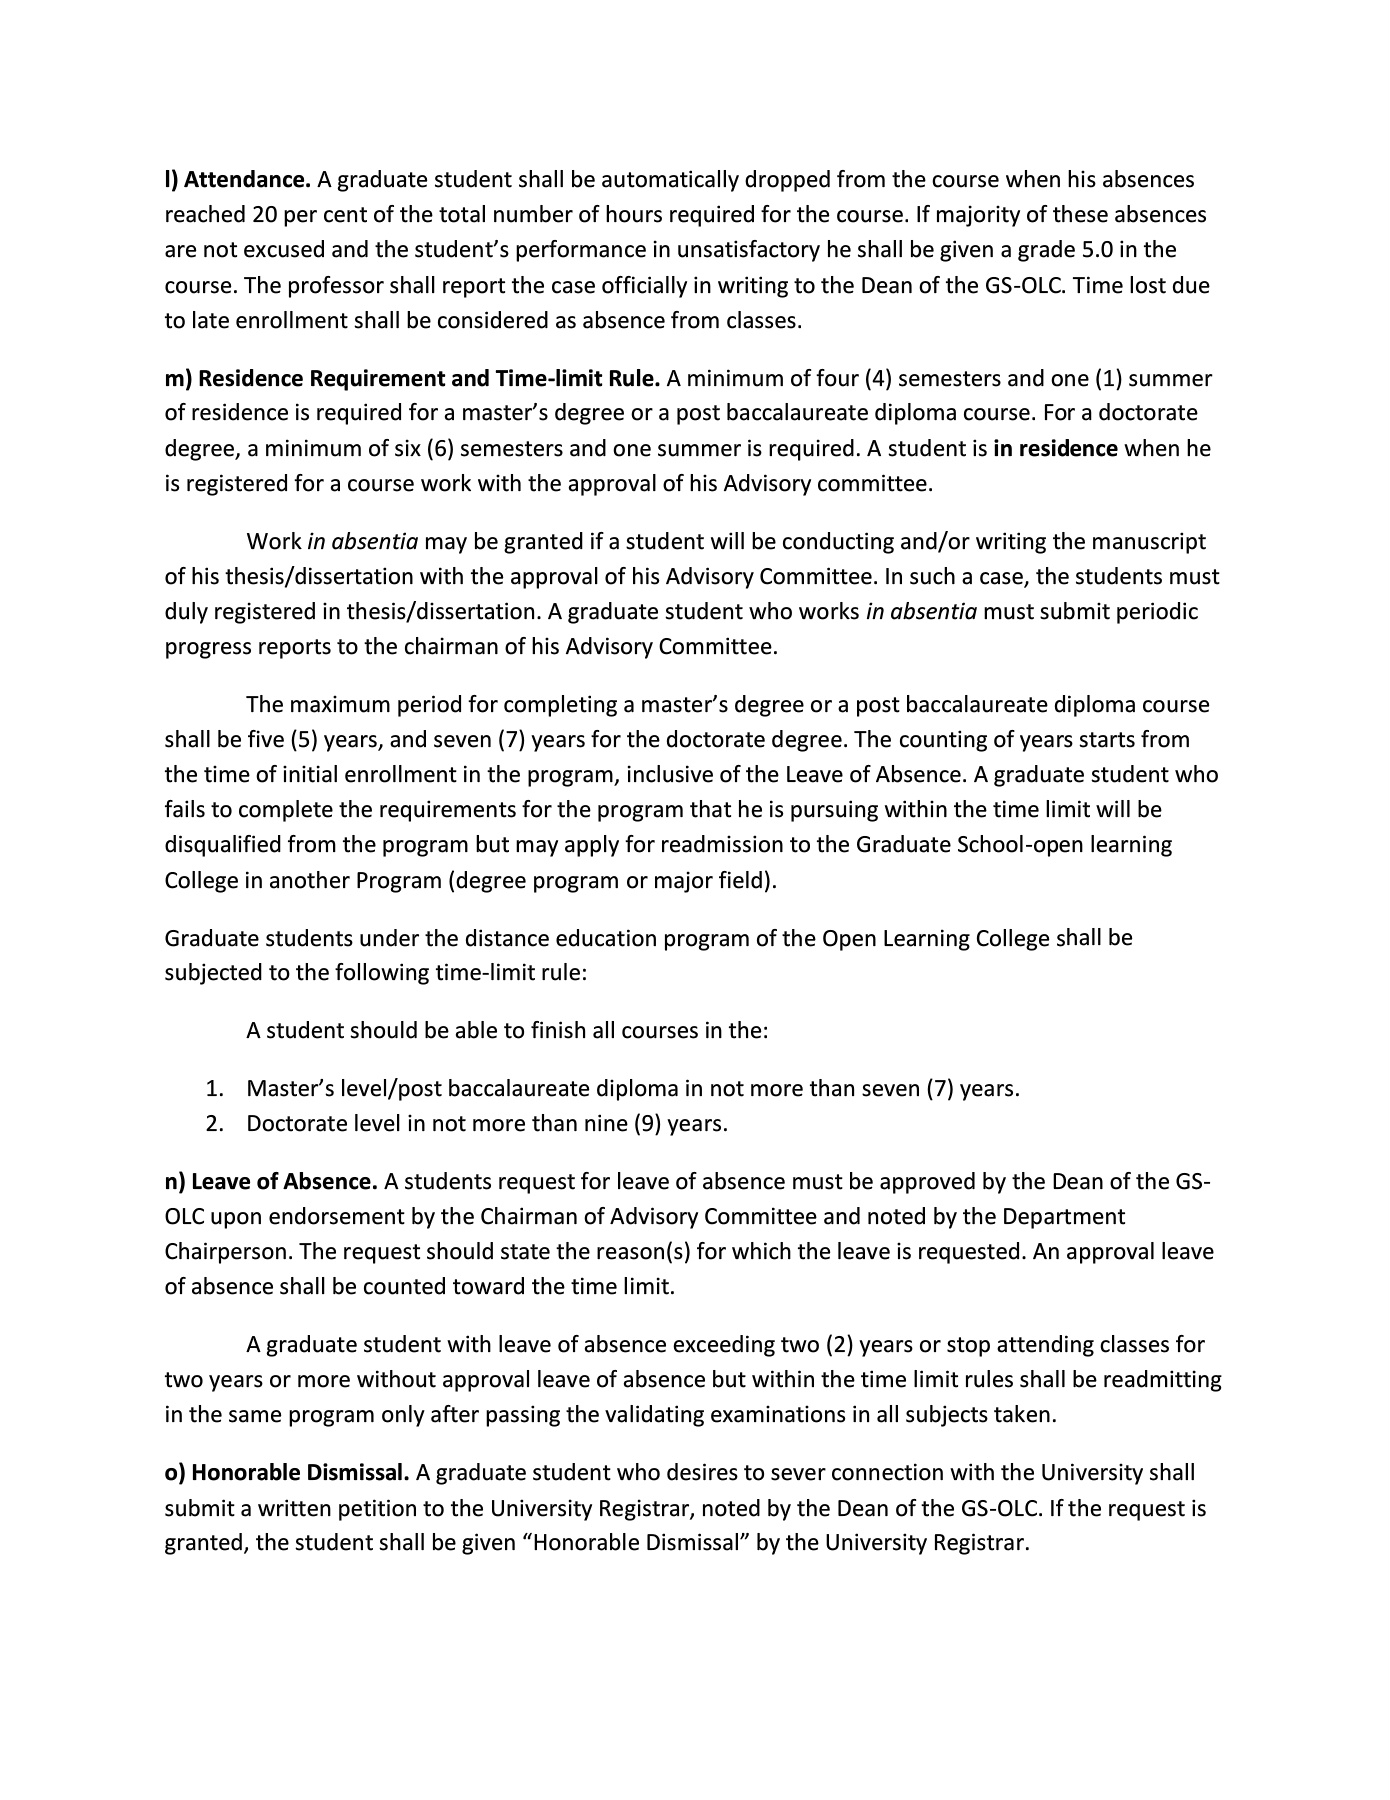 l) Attendance. A graduate student shall be automatically dropped from the course when his absences
reached 20 per cent of the total number of hours required for the course. If majority of these absences
are not excused and the student’s performance in unsatisfactory he shall be given a grade 5.0 in the
course. The professor shall report the case officially in writing to the Dean of the GS-OLC. Time lost due
to late enrollment shall be considered as absence from classes.
m) Residence Requirement and Time-limit Rule. A minimum of four (4) semesters and one (1) summer
of residence is required for a master’s degree or a post baccalaureate diploma course. For a doctorate
degree, a minimum of six (6) semesters and one summer is required. A student is in residence when he
is registered for a course work with the approval of his Advisory committee.
Work in absentia may be granted if a student will be conducting and/or writing the manuscript
of his thesis/dissertation with the approval of his Advisory Committee. In such a case, the students must
duly registered in thesis/dissertation. A graduate student who works in absentia must submit periodic
progress reports to the chairman of his Advisory Committee.
The maximum period for completing a master’s degree or a post baccalaureate diploma course
shall be five (5) years, and seven (7) years for the doctorate degree. The counting of years starts from
the time of initial enrollment in the program, inclusive of the Leave of Absence. A graduate student who
fails to complete the requirements for the program that he is pursuing within the time limit will be
disqualified from the program but may apply for readmission to the Graduate School-open learning
College in another Program (degree program or major field).
Graduate students under the distance education program of the Open Learning College shall be
subjected to the following time-limit rule:
A student should be able to finish all courses in the:
1. Master’s level/post baccalaureate diploma in not more than seven (7) years.
2. Doctorate level in not more than nine (9) years.
n) Leave of Absence. A students request for leave of absence must be approved by the Dean of the GS-
OLC upon endorsement by the Chairman of Advisory Committee and noted by the Department
Chairperson. The request should state the reason(s) for which the leave is requested. An approval leave
of absence shall be counted toward the time limit.
A graduate student with leave of absence exceeding two (2) years or stop attending classes for
two years or more without approval leave of absence but within the time limit rules shall be readmitting
in the same program only after passing the validating examinations in all subjects taken.
o) Honorable Dismissal. A graduate student who desires to sever connection with the University shall
submit a written petition to the University Registrar, noted by the Dean of the GS-OLC. If the request is
granted, the student shall be given “Honorable Dismissal” by the University Registrar.